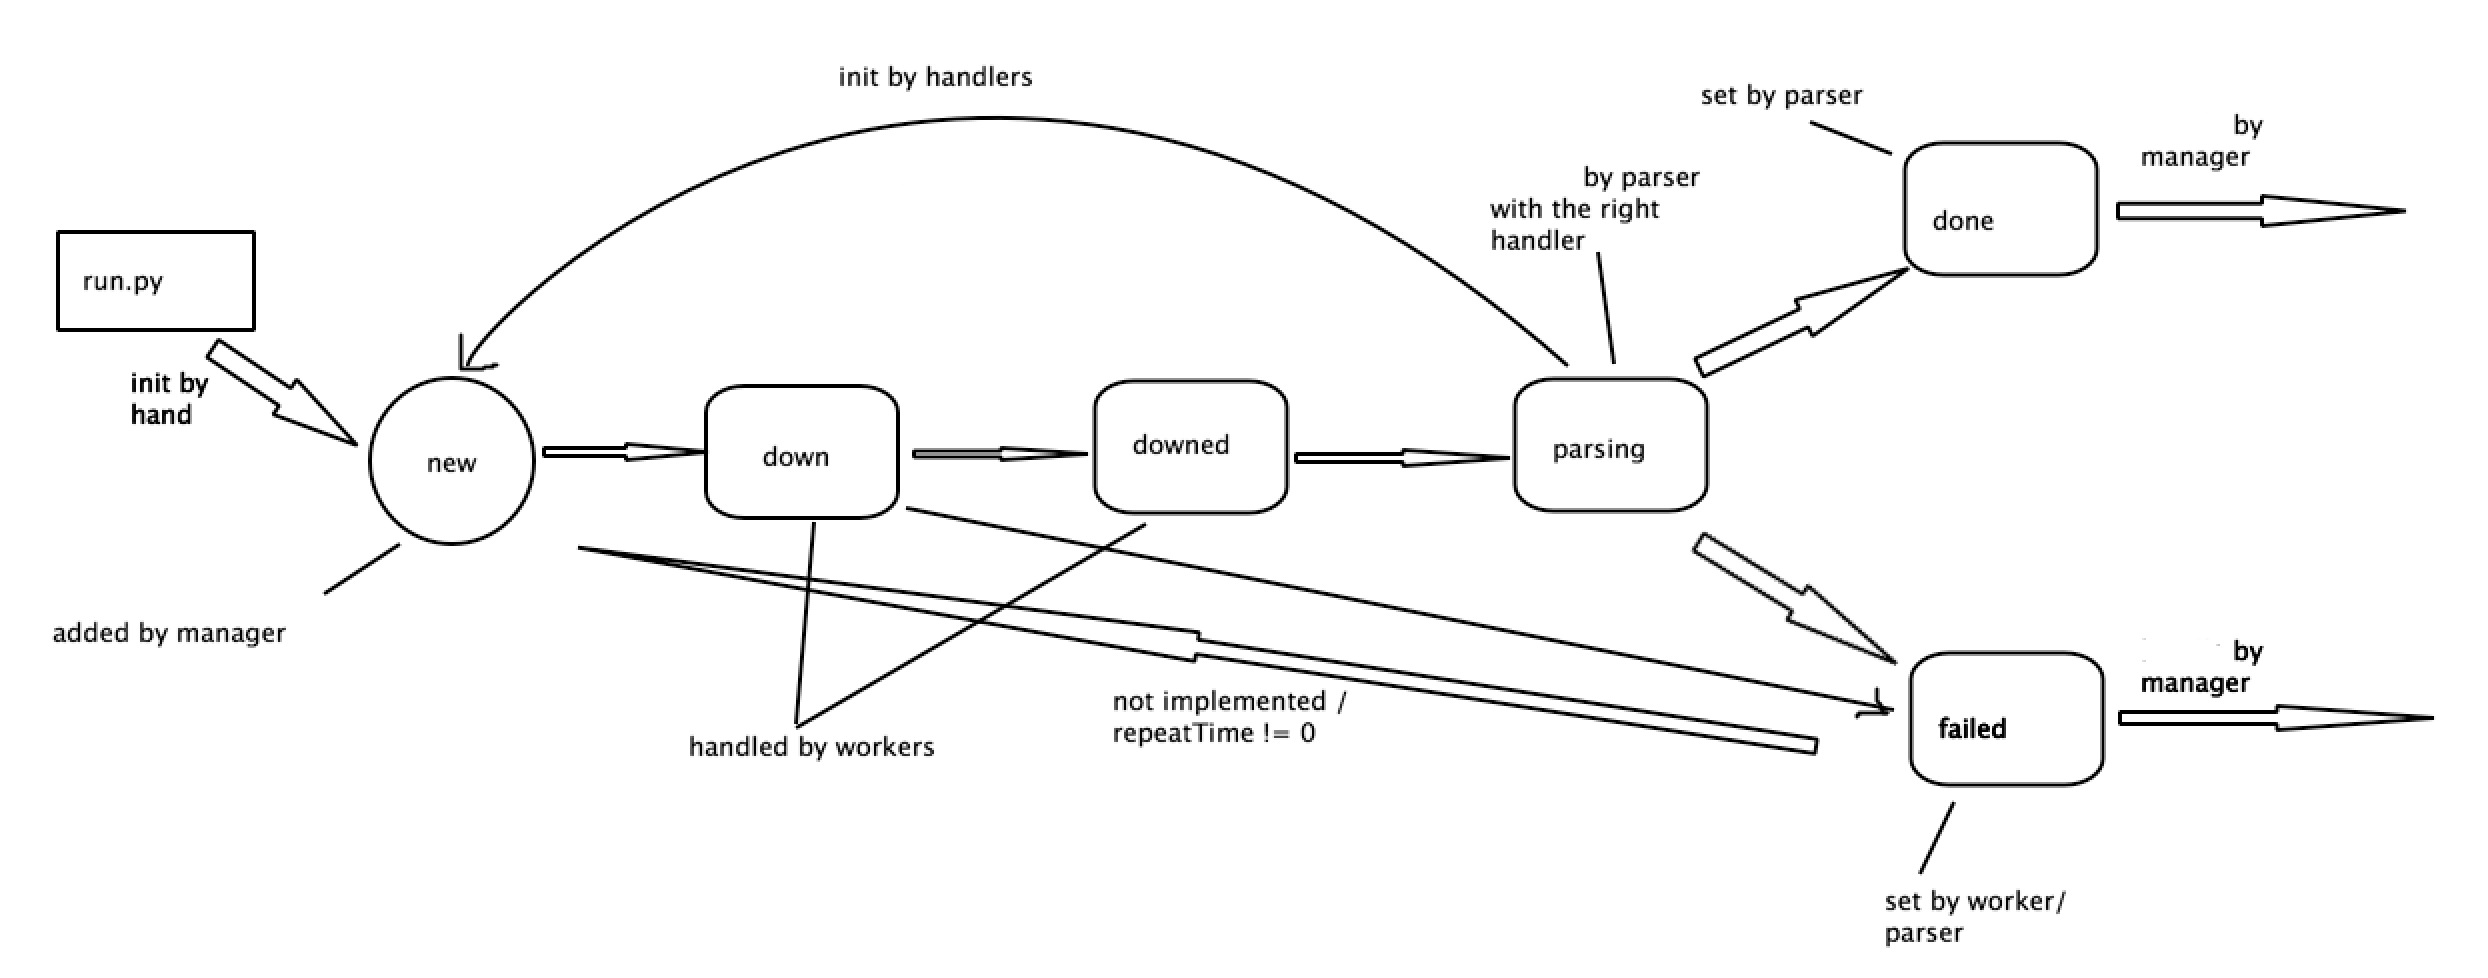 init by handlers
set by parser
by
manager
by parser
with the right
handler
done
run.py
init by
hand
new
down
downed
parsing
added by manager
not implemented /
repeatTime != 0
handled by workers
by
manager
failed
set by worker/
parser